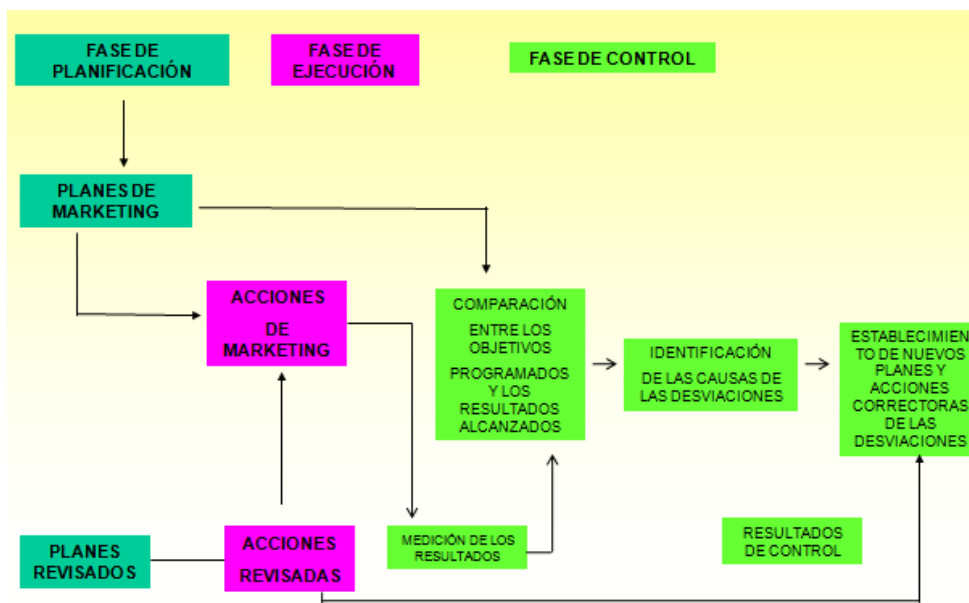 FASE DE
PLANIFICACIÓN
FASE DE
EJECUCIÓN
FASE DE CONTROL
PLANES DE
MARKETING
ACCIONES
DE
MARKETING
COMPARACIÓN
ENTRE LOS
OBJETIVOS
PROGRAMADOS
Y LOS
RESULTADOS
ALCANZADOS
IDENTIFICACIÓN
DE LAS CAUSAS DE
LAS DESVIACIONES
ESTABLECIMIEN
TO DE NUEVOS
PLANES Y
ACCIONES
CORRECTORAS
DE LAS
DESVIACIONES
MEDICIÓN DE LOS
RESULTADOS
RESULTADOS
DE CONTROL
PLANES
REVISADOS
ACCIONES
REVISADAS